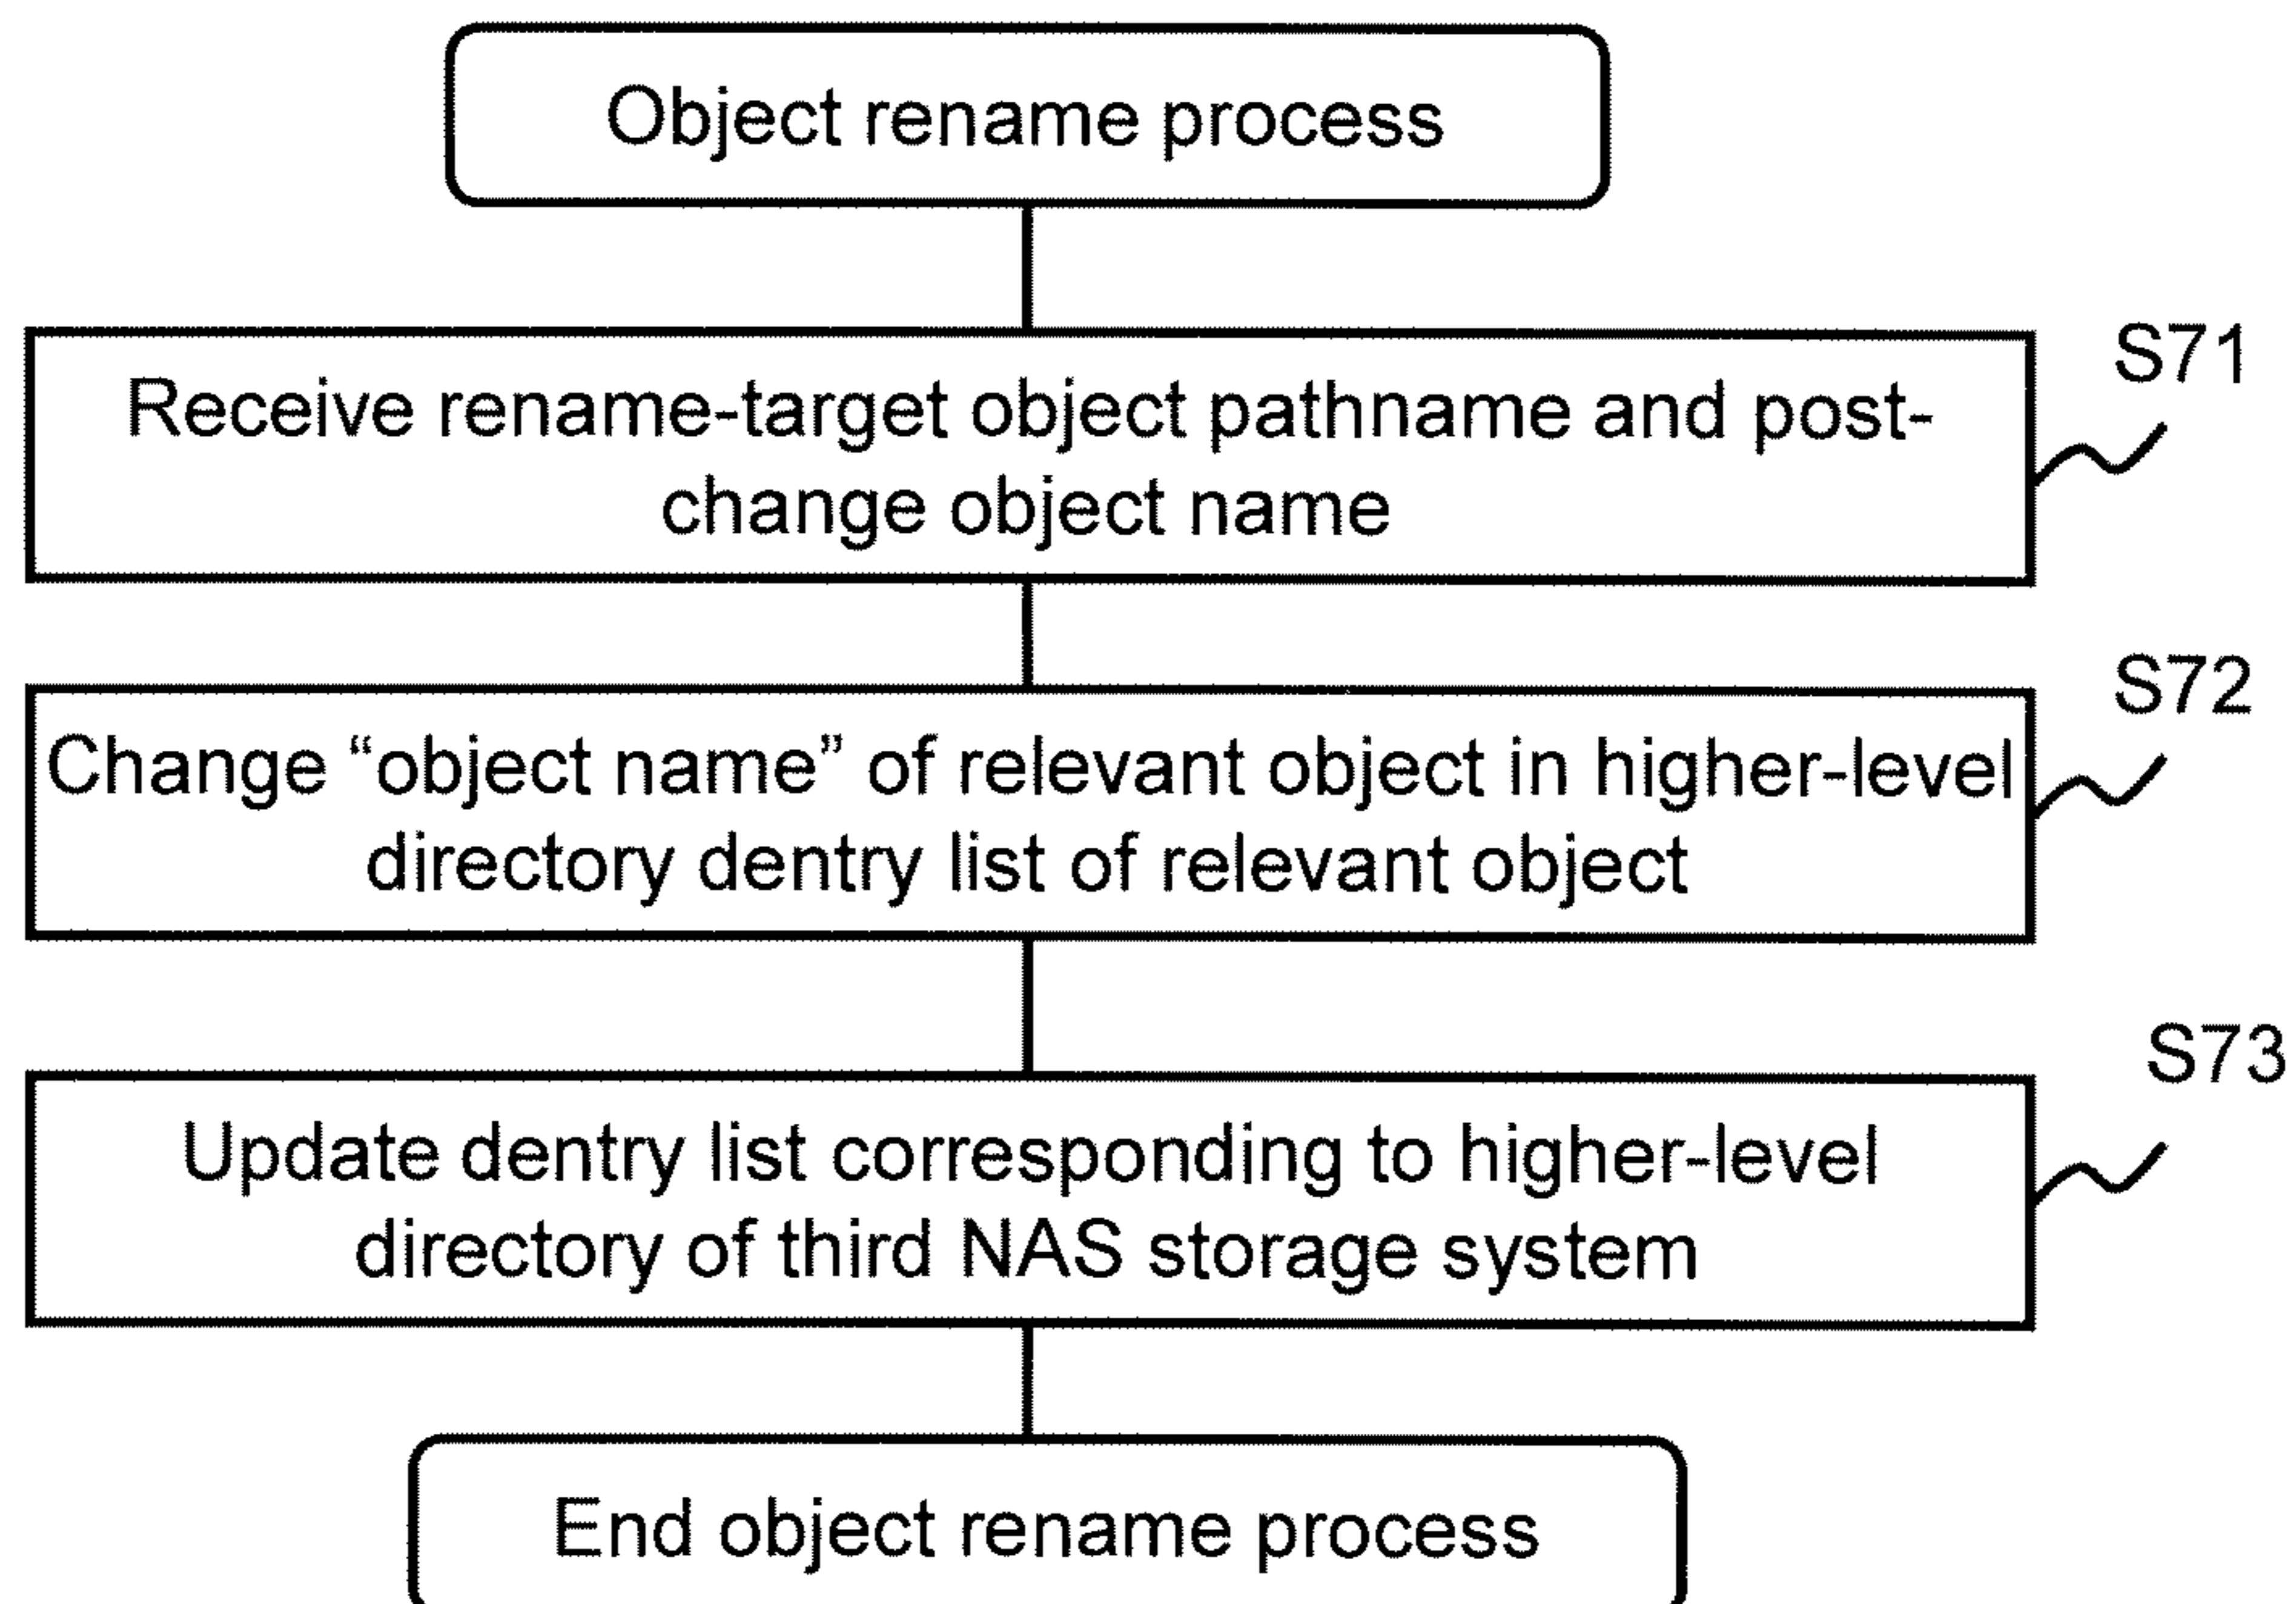 Object rename process
S71
Receive rename-target object pathname and post-
change object name
S72
Change “object name” of relevant object in higher-level
directory dentry list of relevant object
S73
Update dentry list corresponding to higher-level
directory of third NAS storage system
End object rename process